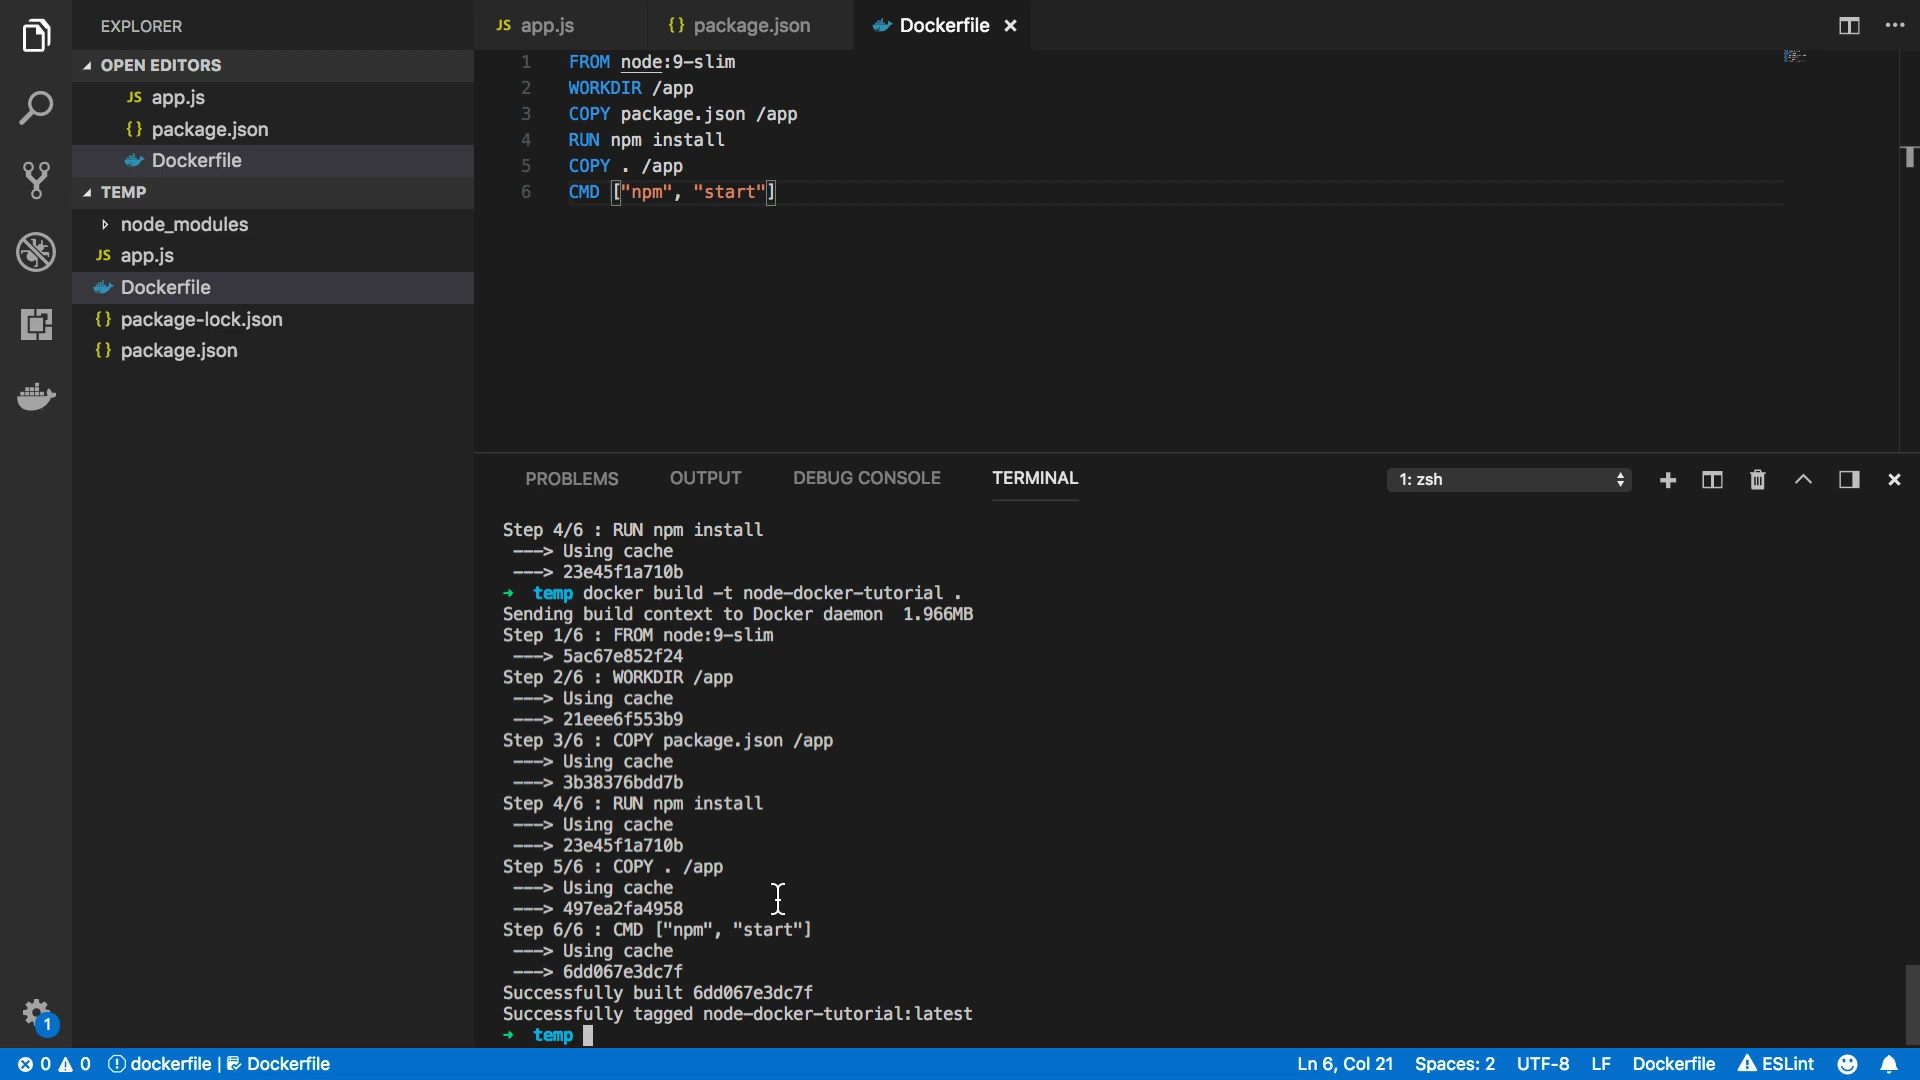 EXPLORER
OPEN EDITORS
JS app.js
{} package.json
Dockerfile
TEMP
node_modules
JS app.js
Dockerfile
{} package-lock.json
{} package.json
1
JS app.js
{} package.json
Dockerfile ×
1 FROM node:9-slim
2 WORKDIR /app
3 COPY package.json /app
4 RUN npm install
5 COPY . /app
6 CMD ["npm", "start"]
PROBLEMS OUTPUT DEBUG CONSOLE TERMINAL 1: zsh
Step 4/6 : RUN npm install
---> Using cache
---> 23e45f1a710b
→ temp docker build -t node-docker-tutorial .
Sending build context to Docker daemon 1.966MB
Step 1/6 : FROM node:9-slim
---> 5ac67e852f24
Step 2/6 : WORKDIR /app
---> Using cache
---> 21eee6f553b9
Step 3/6 : COPY package.json /app
---> Using cache
---> 3b38376bdd7b
Step 4/6 : RUN npm install
---> Using cache
---> 23e45f1a710b
Step 5/6 : COPY . /app
---> Using cache
---> 497ea2fa4958
Step 6/6 : CMD ["npm", "start"]
---> Using cache
---> 6dd067e3dc7f
Successfully built 6dd067e3dc7f
Successfully tagged node-docker-tutorial:latest
→ temp
0 0 dockerfile | Dockerfile Ln 6, Col 21 Spaces: 2 UTF-8 LF Dockerfile ESLint